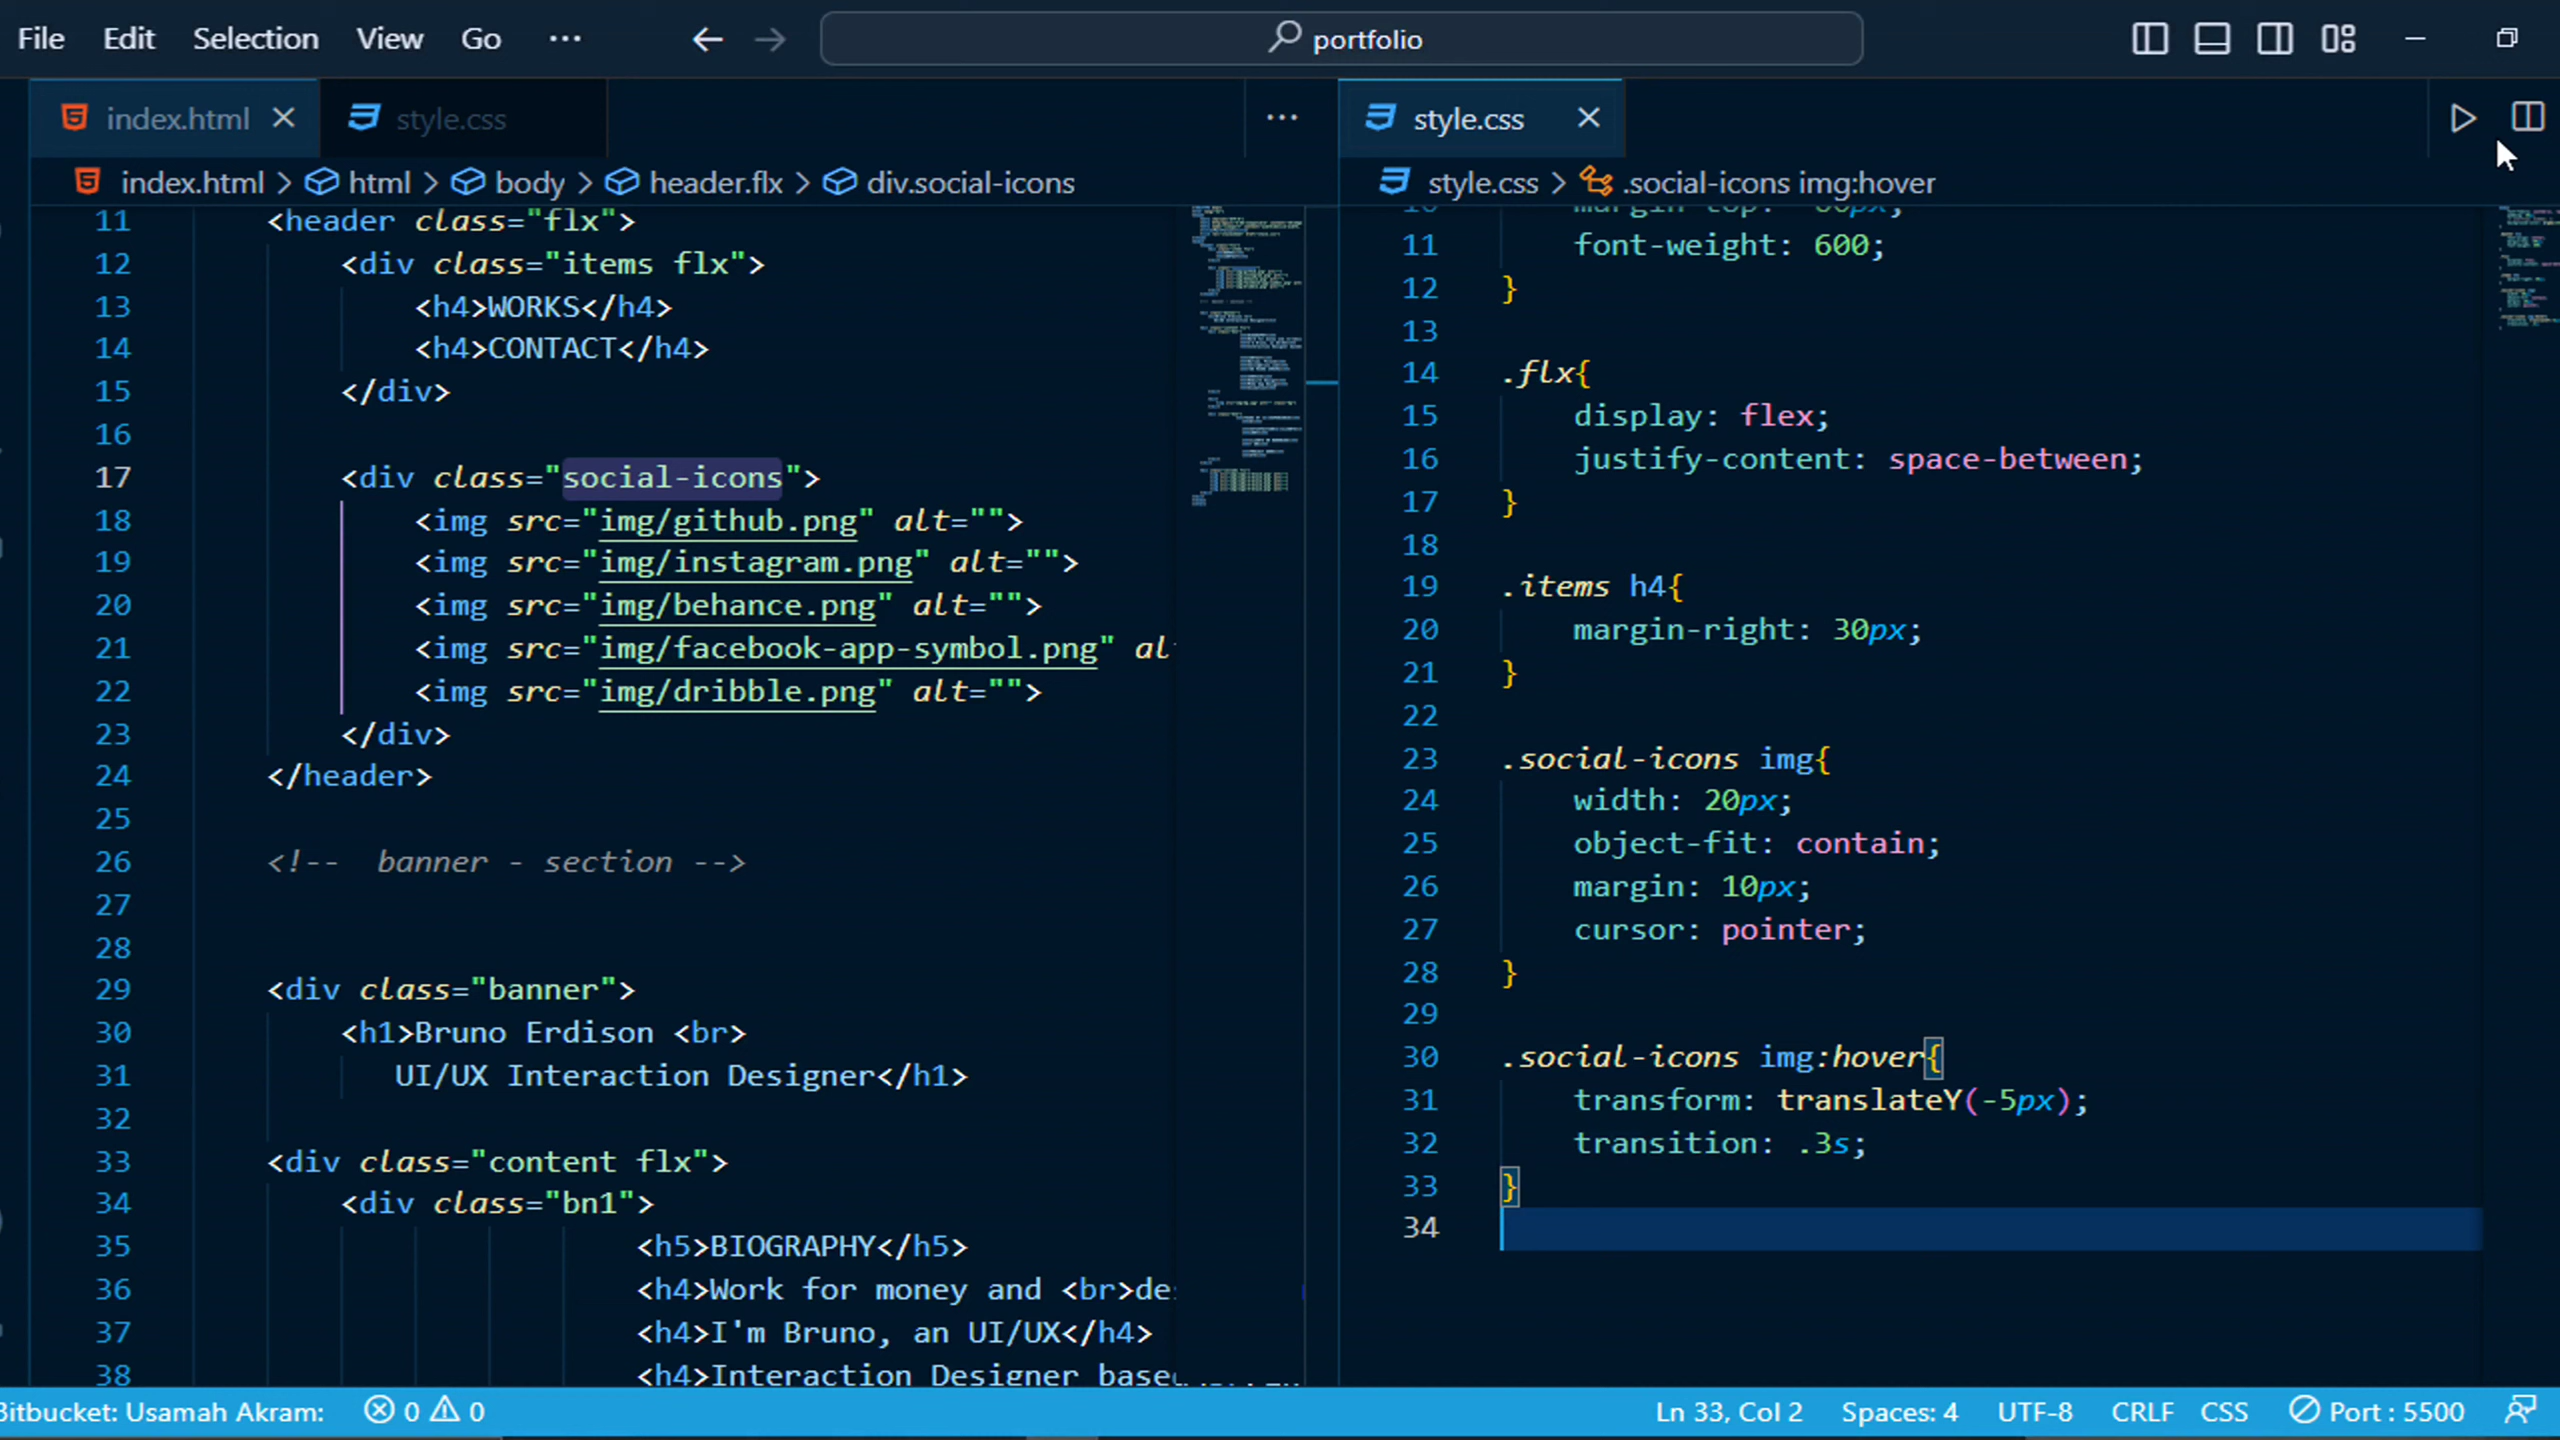 File Edit Selection View Go ··· portfolio
index.html style.css ···
index.html > html > body > header.flx > div.social-icons
11 <header class="flx">
12 <div class="items flx">
13 <h4>WORKS</h4>
14 <h4>CONTACT</h4>
15 </div>
16
17 <div class="social-icons">
18 <img src="img/github.png" alt="">
19 <img src="img/instagram.png" alt="">
20 <img src="img/behance.png" alt="">
21 <img src="img/facebook-app-symbol.png" al
22 <img src="img/dribble.png" alt="">
23 </div>
24 </header>
25
26 <!--  banner - section -->
27
28
29 <div class="banner">
30 <h1>Bruno Erdison <br>
31 UI/UX Interaction Designer</h1>
32
33 <div class="content flx">
34 <div class="bn1">
35 <h5>BIOGRAPHY</h5>
36 <h4>Work for money and <br>de
37 <h4>I'm Bruno, an UI/UX</h4>
38 <h4>Interaction Designer base
style.css
style.css > .social-icons img:hover
11 font-weight: 600;
12 }
13
14 .flx{
15 display: flex;
16 justify-content: space-between;
17 }
18
19 .items h4{
20 margin-right: 30px;
21 }
22
23 .social-icons img{
24 width: 20px;
25 object-fit: contain;
26 margin: 10px;
27 cursor: pointer;
28 }
29
30 .social-icons img:hover{
31 transform: translateY(-5px);
32 transition: .3s;
33 }
34
Bitbucket: Usamah Akram: 0 0 Ln 33, Col 2 Spaces: 4 UTF-8 CRLF CSS Port : 5500